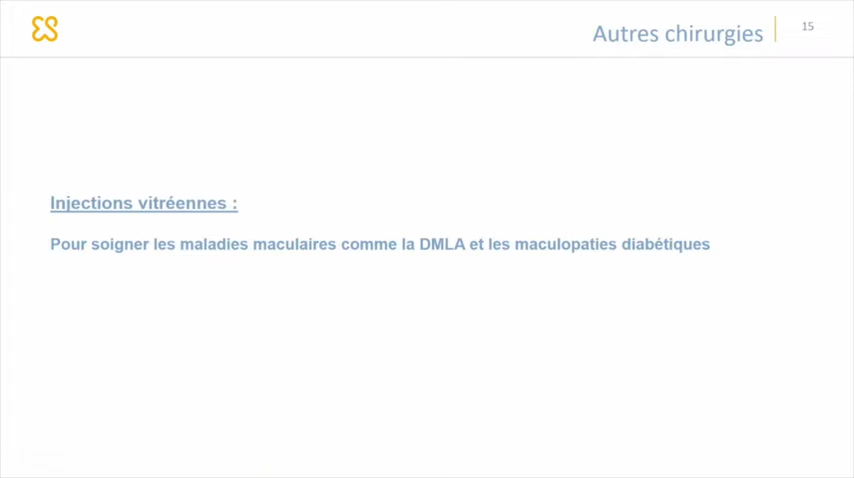 Autres chirurgies
15
Injections vitréennes :
Pour soigner les maladies maculaires comme la DMLA et les maculopaties diabétiques